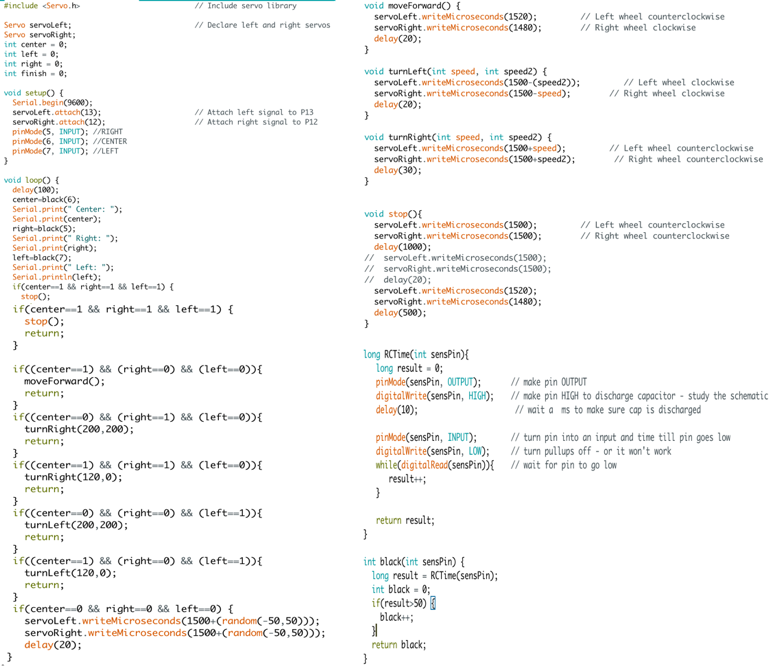 #include <Servo.h> // Include servo library
Servo servoLeft; // Declare left and right servos
Servo servoRight;
int center = 0;
int left = 0;
int right = 0;
int finish = 0;
void setup() {
Serial.begin(9600);
servoLeft.attach(13); // Attach left signal to P13
servoRight.attach(12); // Attach right signal to P12
pinMode(5, INPUT); //RIGHT
pinMode(6, INPUT); //CENTER
pinMode(7, INPUT); //LEFT
}
void loop() {
delay(100);
center=black(6);
Serial.print(" Center: ");
Serial.print(center);
right=black(5);
Serial.print(" Right: ");
Serial.print(right);
left=black(7);
Serial.print(" Left: ");
Serial.println(left);
if(center==1 && right==1 && left==1) {
stop();
if(center==1 && right==1 && left==1) {
stop();
return;
}
if((center==1) && (right==0) && (left==0)){
moveForward();
return;
}
if((center==0) && (right==1) && (left==0)){
turnRight(200,200);
return;
}
if((center==1) && (right==1) && (left==0)){
turnRight(120,0);
return;
}
if((center==0) && (right==0) && (left==1)){
turnLeft(200,200);
return;
}
if((center==1) && (right==0) && (left==1)){
turnLeft(120,0);
return;
}
if(center==0 && right==0 && left==0) {
servoLeft.writeMicroseconds(1500+(random(-50,50)));
servoRight.writeMicroseconds(1500+(random(-50,50)));
delay(20);
}
void moveForward() {
servoLeft.writeMicroseconds(1520); // Left wheel counterclockwise
servoRight.writeMicroseconds(1480); // Right wheel clockwise
delay(20);
}
void turnLeft(int speed, int speed2) {
servoLeft.writeMicroseconds(1500-(speed2)); // Left wheel clockwise
servoRight.writeMicroseconds(1500-speed); // Right wheel clockwise
delay(20);
}
void turnRight(int speed, int speed2) {
servoLeft.writeMicroseconds(1500+speed); // Left wheel counterclockwise
servoRight.writeMicroseconds(1500+speed2); // Right wheel counterclockwise
delay(30);
}
void stop(){
servoLeft.writeMicroseconds(1500); // Left wheel counterclockwise
servoRight.writeMicroseconds(1500); // Right wheel counterclockwise
delay(1000);
// servoLeft.writeMicroseconds(1500);
// servoRight.writeMicroseconds(1500);
// delay(20);
servoLeft.writeMicroseconds(1520);
servoRight.writeMicroseconds(1480);
delay(500);
}
long RCTime(int sensPin){
long result = 0;
pinMode(sensPin, OUTPUT); // make pin OUTPUT
digitalWrite(sensPin, HIGH); // make pin HIGH to discharge capacitor - study the schematic
delay(10); // wait a ms to make sure cap is discharged
pinMode(sensPin, INPUT); // turn pin into an input and time till pin goes low
digitalWrite(sensPin, LOW); // turn pullups off - or it won't work
while(digitalRead(sensPin)){ // wait for pin to go low
result++;
}
return result;
}
int black(int sensPin) {
long result = RCTime(sensPin);
int black = 0;
if(result>50) {
black++;
}
return black;
}